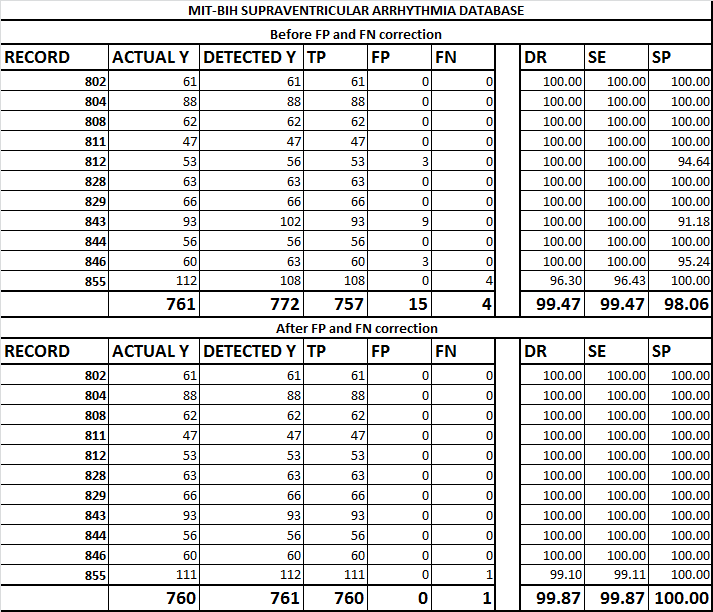 MIT-BIH SUPRAVENTRICULAR ARRHYTHMIA DATABASE
Before FP and FN correction
RECORD ACTUAL Y DETECTED Y TP FP FN DR SE SP
802 61 61 61 0 0 100.00 100.00 100.00
804 88 88 88 0 0 100.00 100.00 100.00
808 62 62 62 0 0 100.00 100.00 100.00
811 47 47 47 0 0 100.00 100.00 100.00
812 53 56 53 3 0 100.00 100.00 94.64
828 63 63 63 0 0 100.00 100.00 100.00
829 66 66 66 0 0 100.00 100.00 100.00
843 93 102 93 9 0 100.00 100.00 91.18
844 56 56 56 0 0 100.00 100.00 100.00
846 60 63 60 3 0 100.00 100.00 95.24
855 112 108 108 0 4 96.30 96.43 100.00
761 772 757 15 4 99.47 99.47 98.06
After FP and FN correction
RECORD ACTUAL Y DETECTED Y TP FP FN DR SE SP
802 61 61 61 0 0 100.00 100.00 100.00
804 88 88 88 0 0 100.00 100.00 100.00
808 62 62 62 0 0 100.00 100.00 100.00
811 47 47 47 0 0 100.00 100.00 100.00
812 53 53 53 0 0 100.00 100.00 100.00
828 63 63 63 0 0 100.00 100.00 100.00
829 66 66 66 0 0 100.00 100.00 100.00
843 93 93 93 0 0 100.00 100.00 100.00
844 56 56 56 0 0 100.00 100.00 100.00
846 60 60 60 0 0 100.00 100.00 100.00
855 111 112 111 0 1 99.10 99.11 100.00
760 761 760 0 1 99.87 99.87 100.00